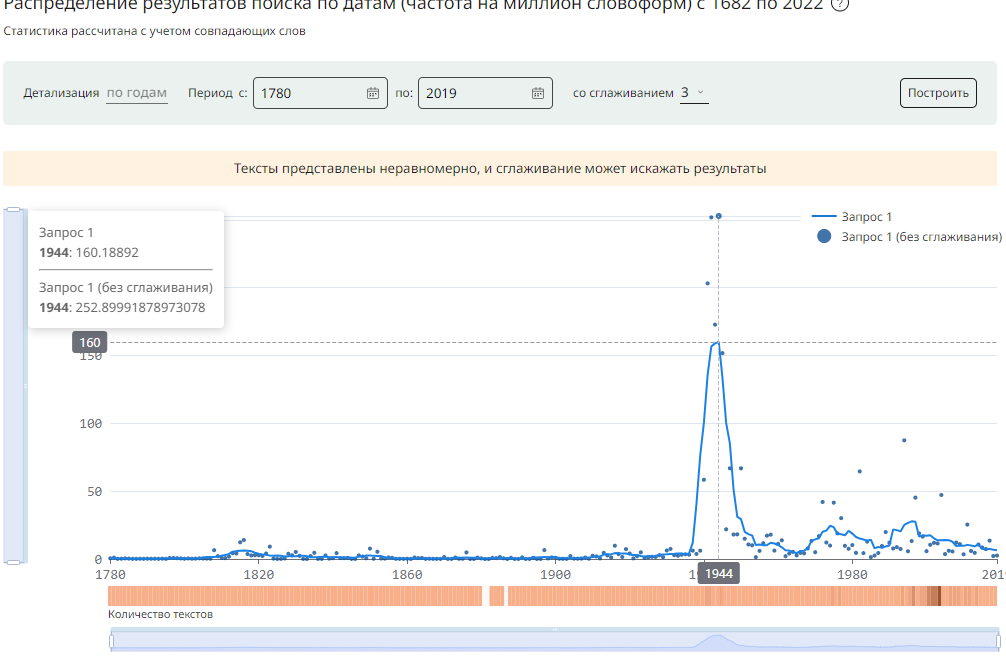 Распределение результатов поиска по датам (частота на миллион словоформ) с 1682 по 2022 ?
Статистика рассчитана с учетом совпадающих слов
Детализация по годам Период с: 1780 по: 2019 со сглаживанием 3 Построить
Тексты представлены неравномерно, и сглаживание может искажать результаты
Запрос 1
1944: 160.18892
Запрос 1 (без сглаживания)
1944: 252.89991878973078
Запрос 1
Запрос 1 (без сглаживания)
160
150
100
50
0
1780 1820 1860 1900 1944 1980 201
Количество текстов